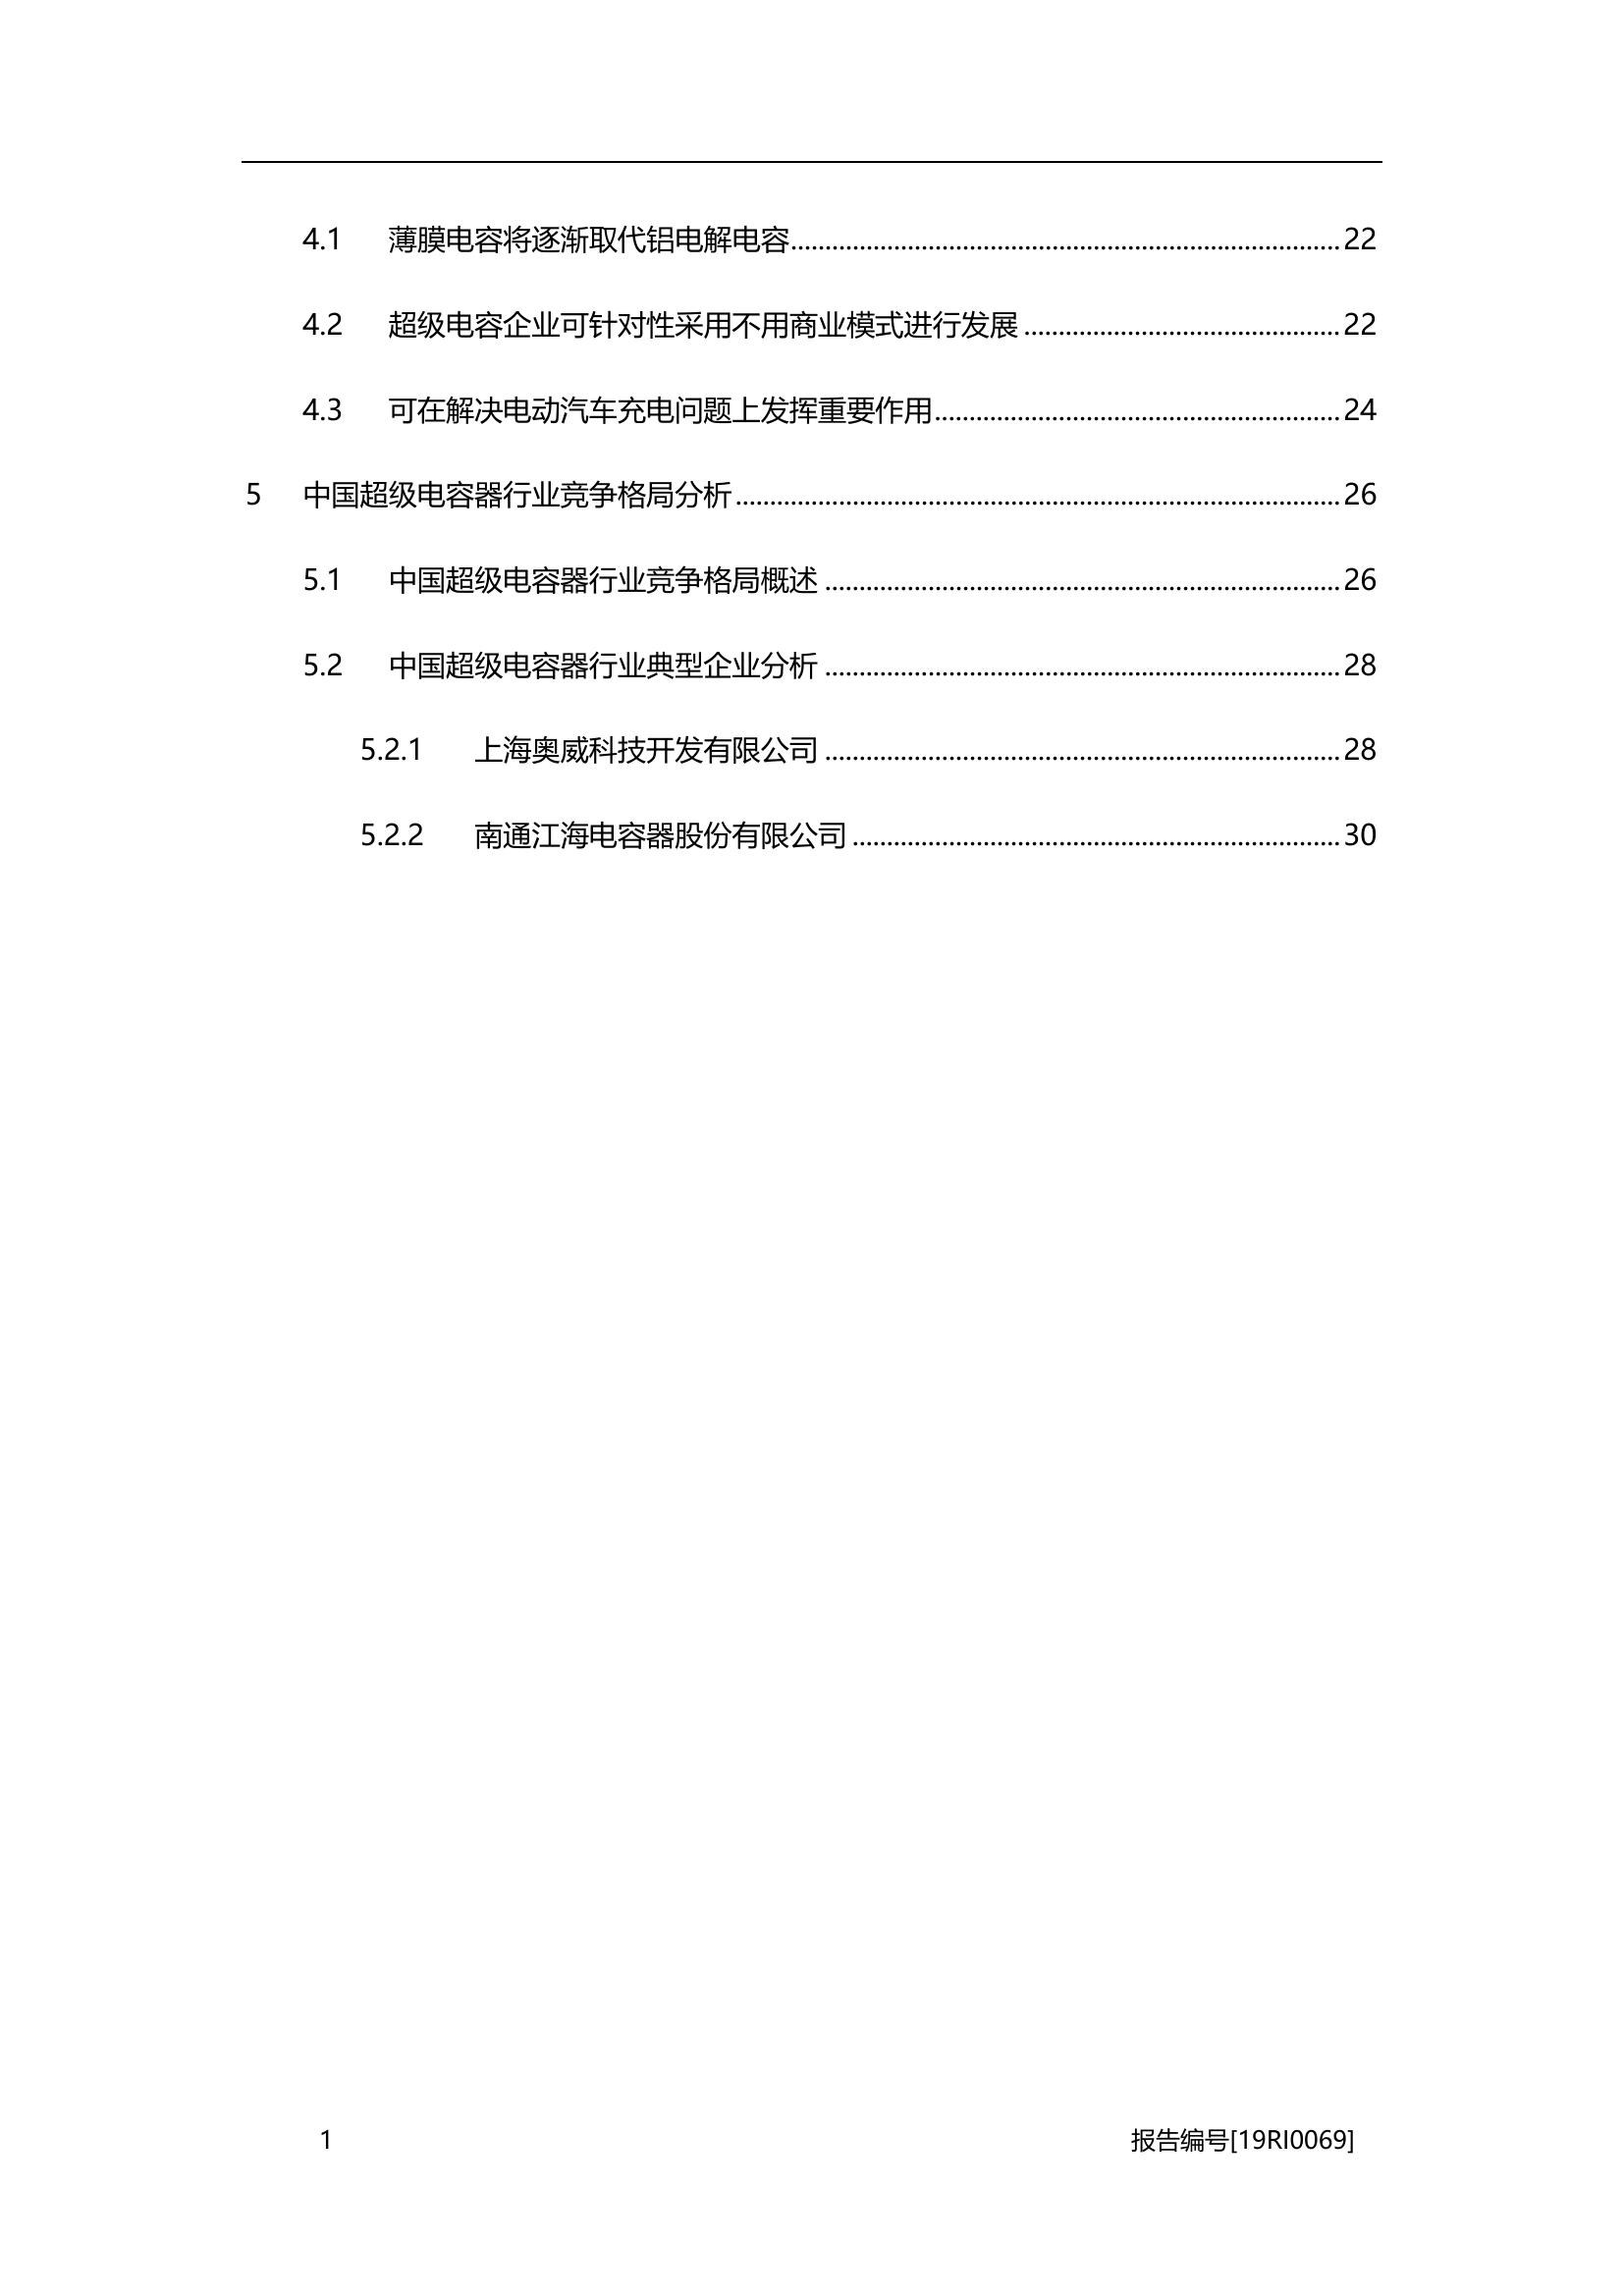 4.1 薄膜电容将逐渐取代铝电解电容................................................................................22
4.2 超级电容企业可针对性采用不用商业模式进行发展..............................................22
4.3 可在解决电动汽车充电问题上发挥重要作用...........................................................24
5 中国超级电容器行业竞争格局分析........................................................................................26
5.1 中国超级电容器行业竞争格局概述...........................................................................26
5.2 中国超级电容器行业典型企业分析...........................................................................28
5.2.1 上海奥威科技开发有限公司...........................................................................28
5.2.2 南通江海电容器股份有限公司.......................................................................30
1 报告编号[19RI0069]